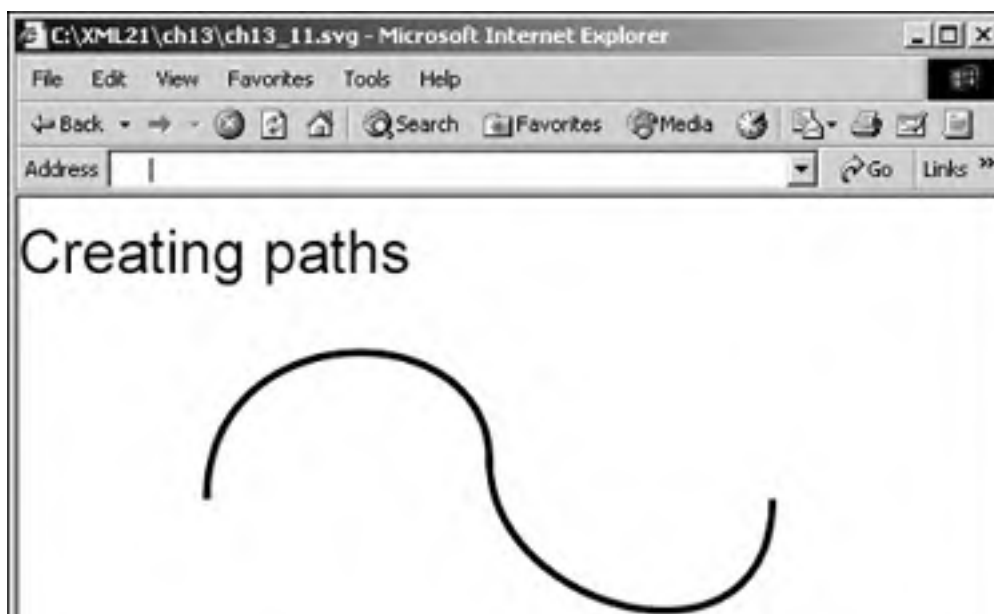 C:\XML21\ch13\ch13_11.svg - Microsoft Internet Explorer
File Edit View Favorites Tools Help
Back Search Favorites Media
Address Go Links »
Creating paths